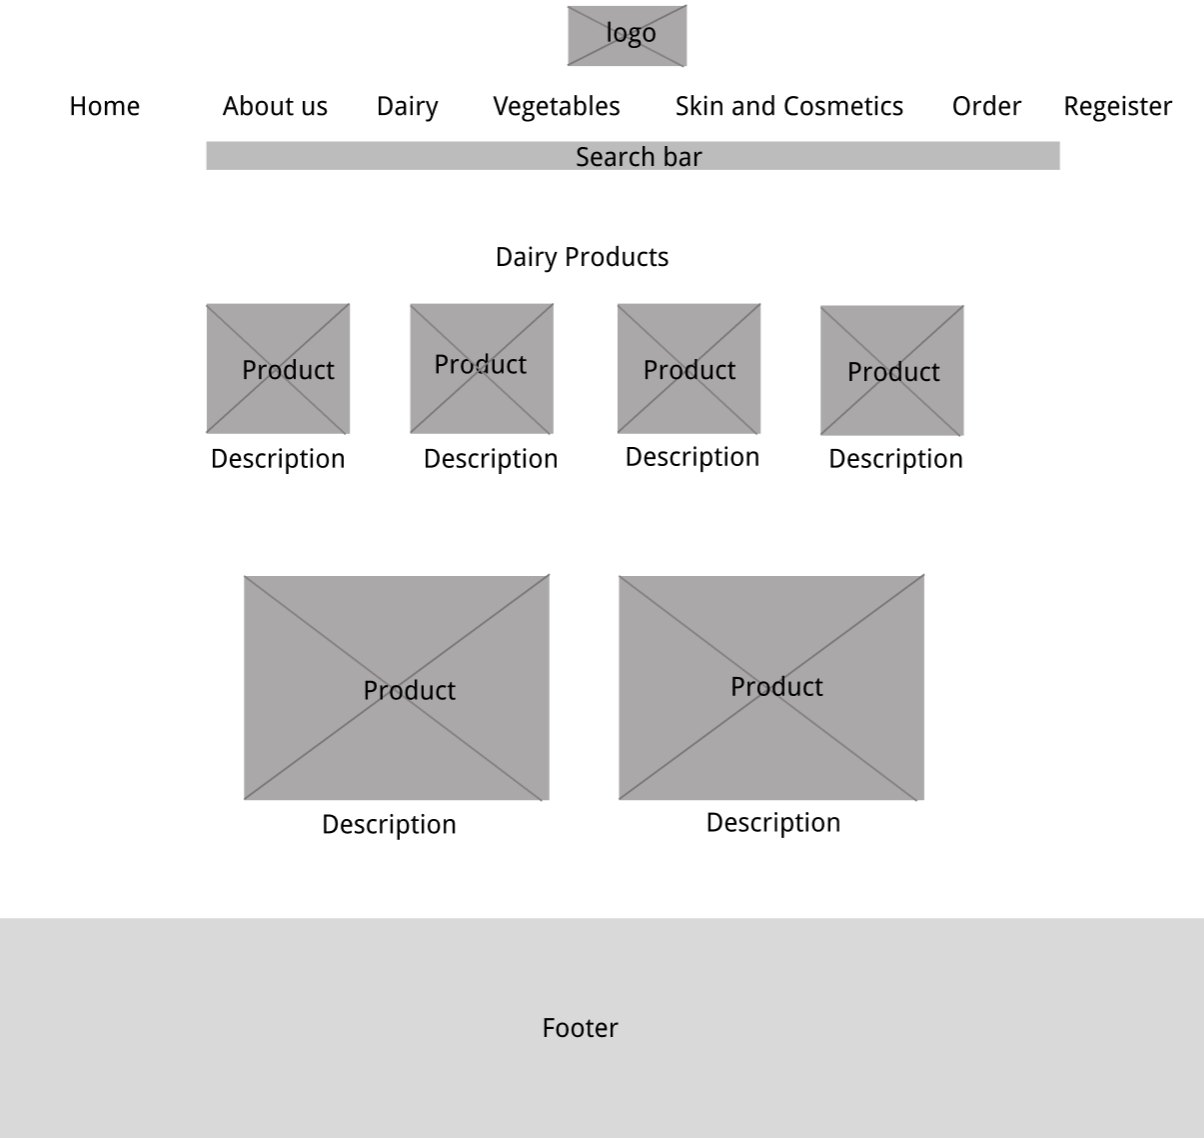 logo
Home About us Dairy Vegetables Skin and Cosmetics Order Regeister
Search bar
Dairy Products
Product Product Product Product
Description Description Description Description
Product Product
Description Description
Footer